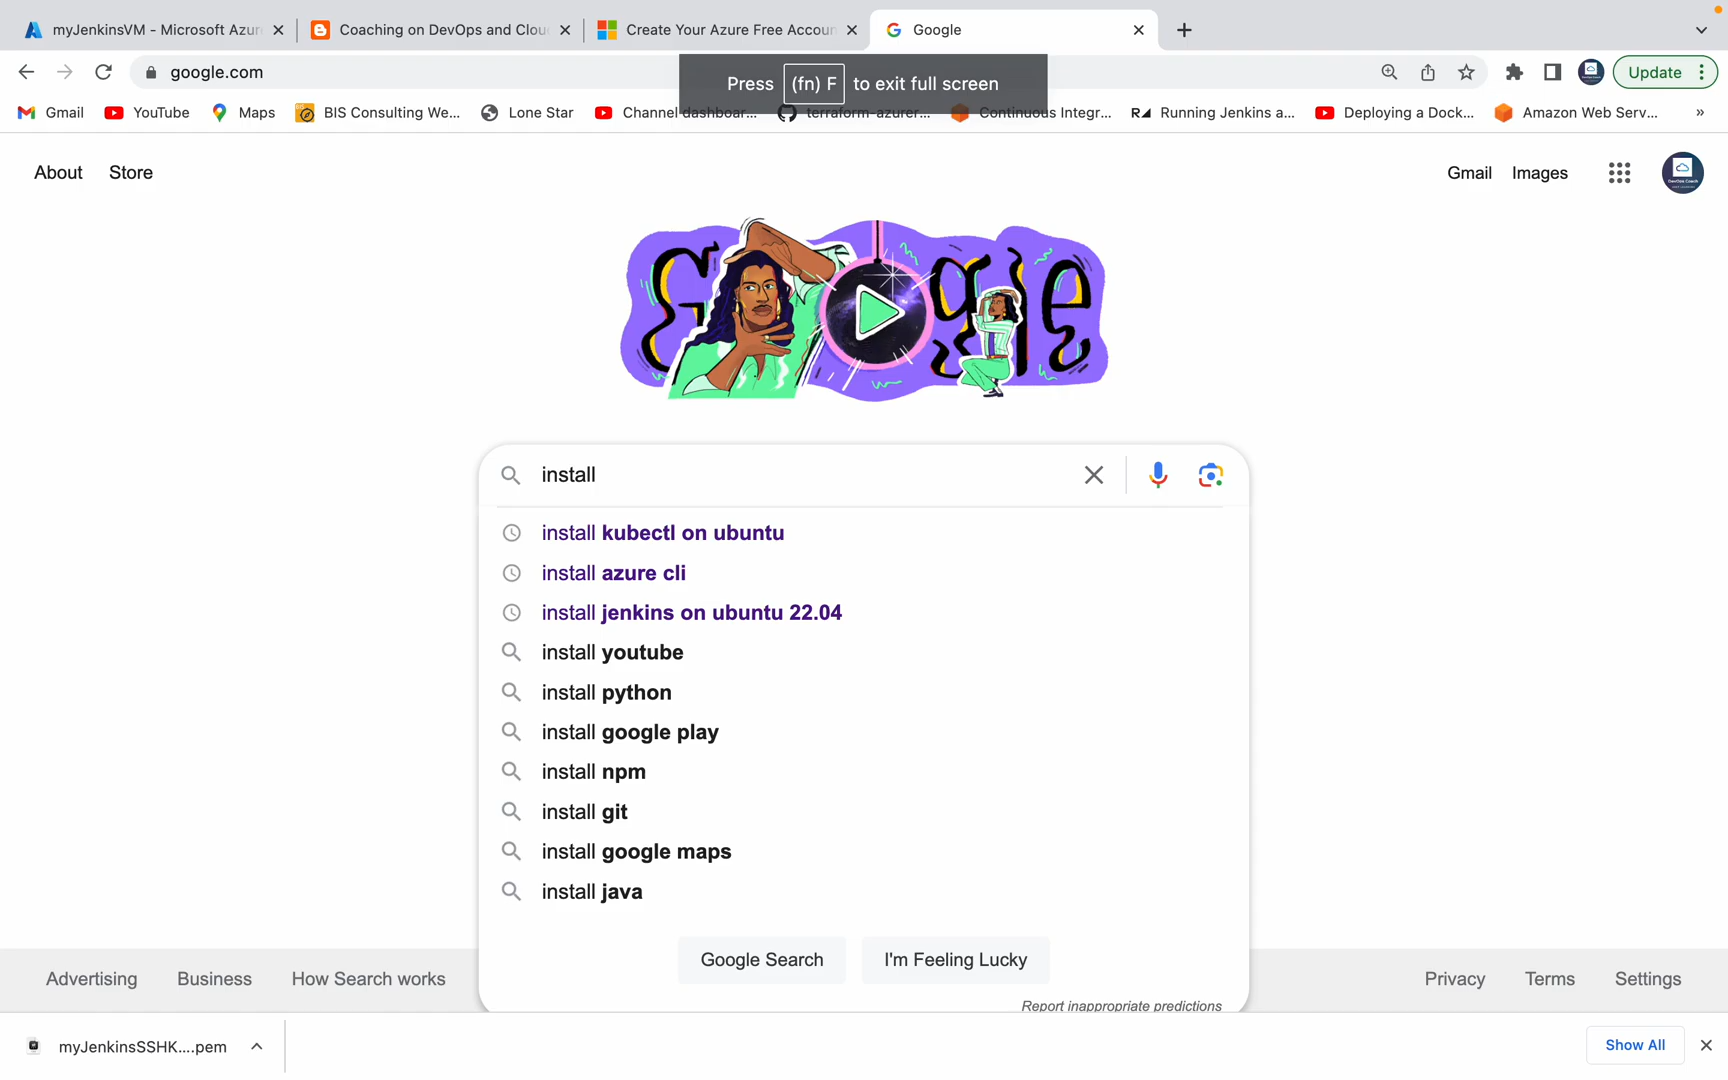 myJenkinsVM - Microsoft Azur
Coaching on DevOps and Clou
Create Your Azure Free Accoun
Google
google.com
Press (fn) F to exit full screen
Update
Gmail
YouTube
Maps
BIS Consulting We...
Lone Star
Channel dashboar...
terraform-azurer...
Continuous Integr...
Running Jenkins a...
Deploying a Dock...
Amazon Web Serv...
»
About
Store
Gmail
Images
Google
install
install kubectl on ubuntu
install azure cli
install jenkins on ubuntu 22.04
install youtube
install python
install google play
install npm
install git
install google maps
install java
Google Search
I'm Feeling Lucky
Report inappropriate predictions
Advertising
Business
How Search works
Privacy
Terms
Settings
myJenkinsSSHK....pem
Show All